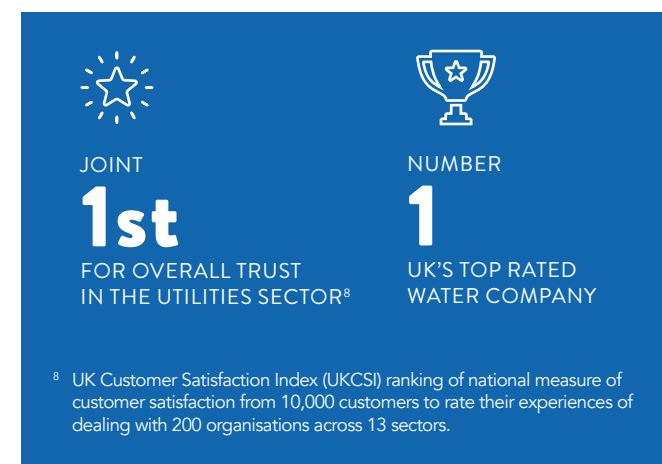 JOINT
1st
FOR OVERALL TRUST
IN THE UTILITIES SECTOR⁸
NUMBER
1
UK'S TOP RATED
WATER COMPANY
⁸ UK Customer Satisfaction Index (UKCSI) ranking of national measure of
customer satisfaction from 10,000 customers to rate their experiences of
dealing with 200 organisations across 13 sectors.